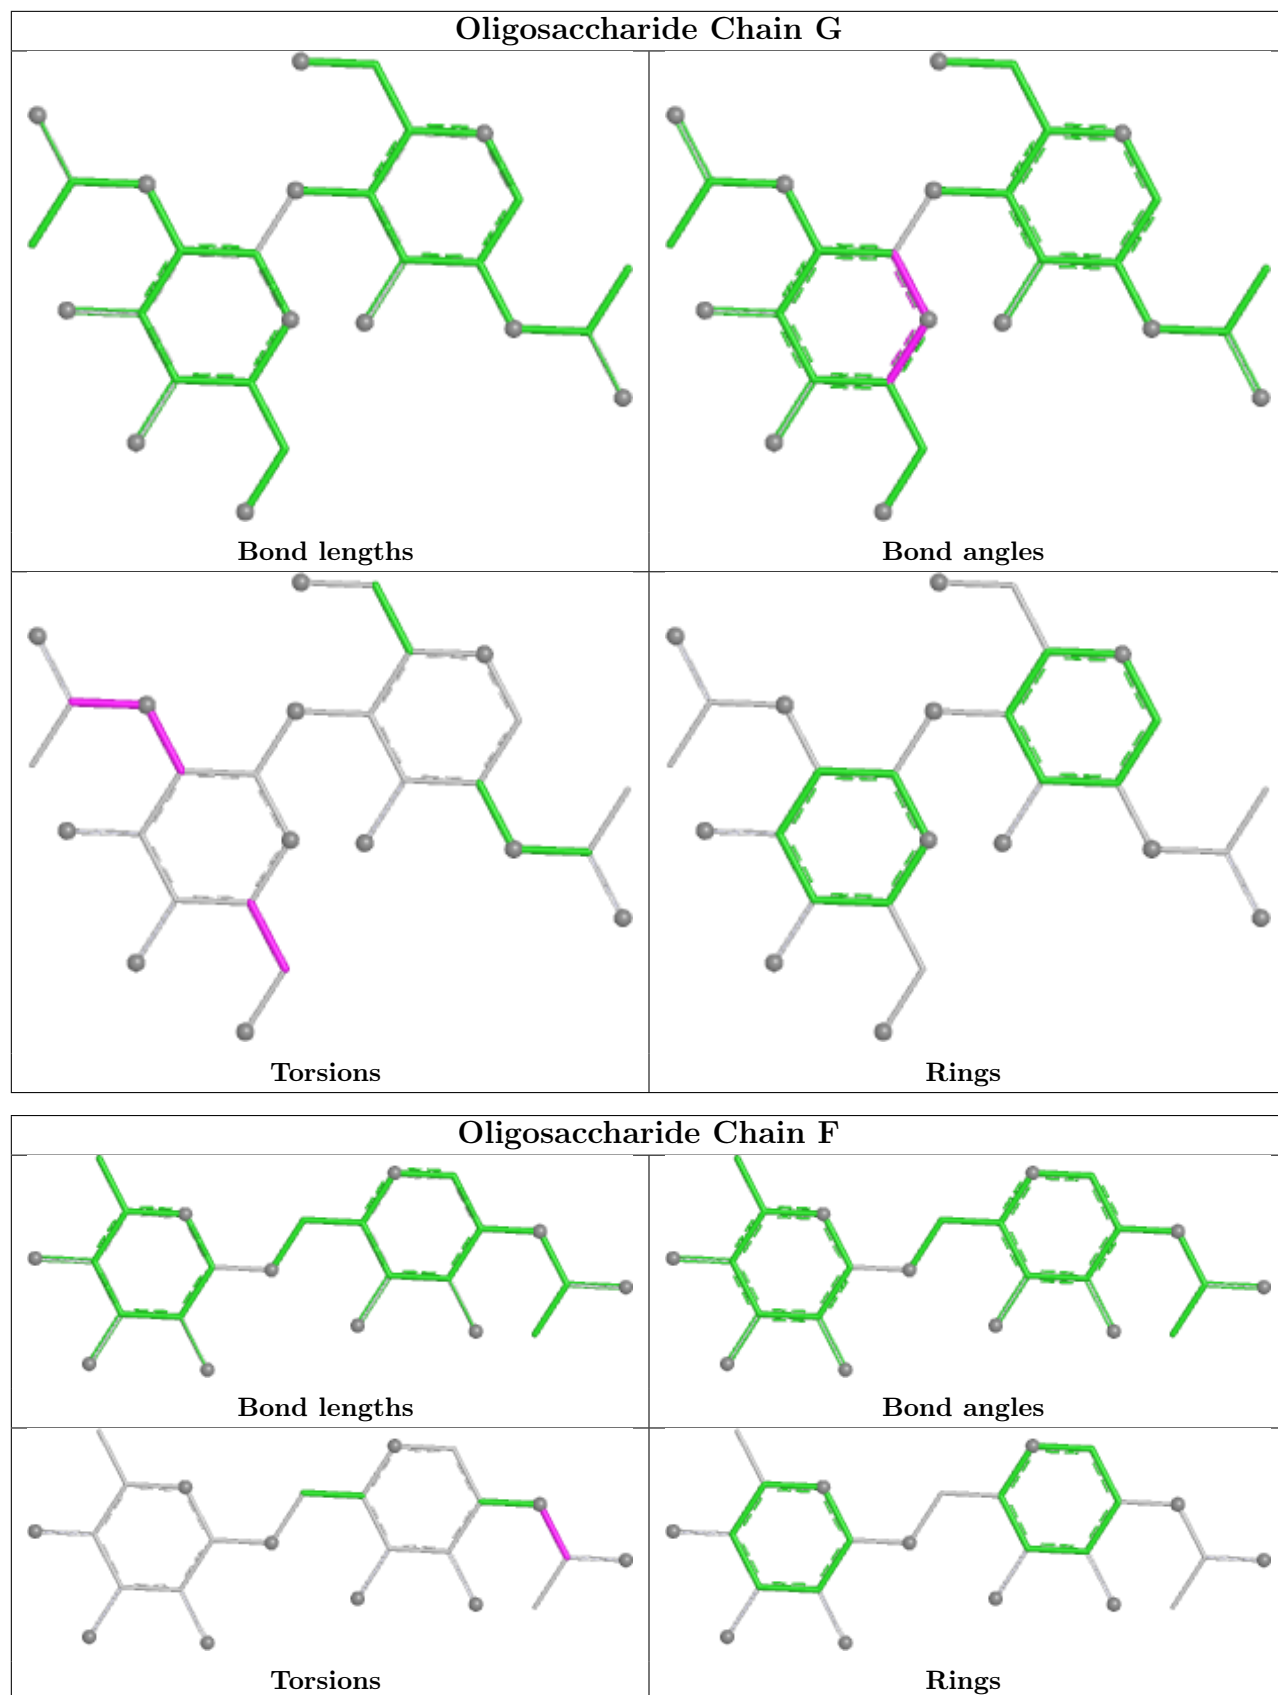 Oligosaccharide Chain G
Bond lengths
Bond angles
Torsions
Rings
Oligosaccharide Chain F
Bond lengths
Bond angles
Torsions
Rings